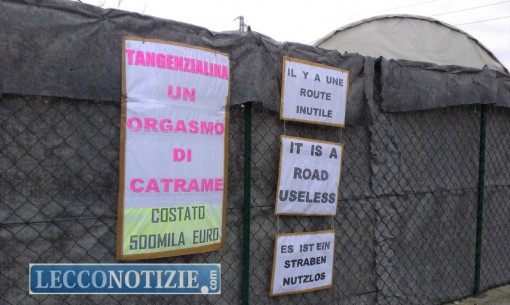 TANGENZIALINA
UN
ORGASMO
DI
CATRAME
COSTATO
500MILA EURO
IL Y A UNE
ROUTE
INUTILE
IT IS A
ROAD
USELESS
ES IST EIN
STRABEN
NUTZLOS
LECCONOTIZIE.com